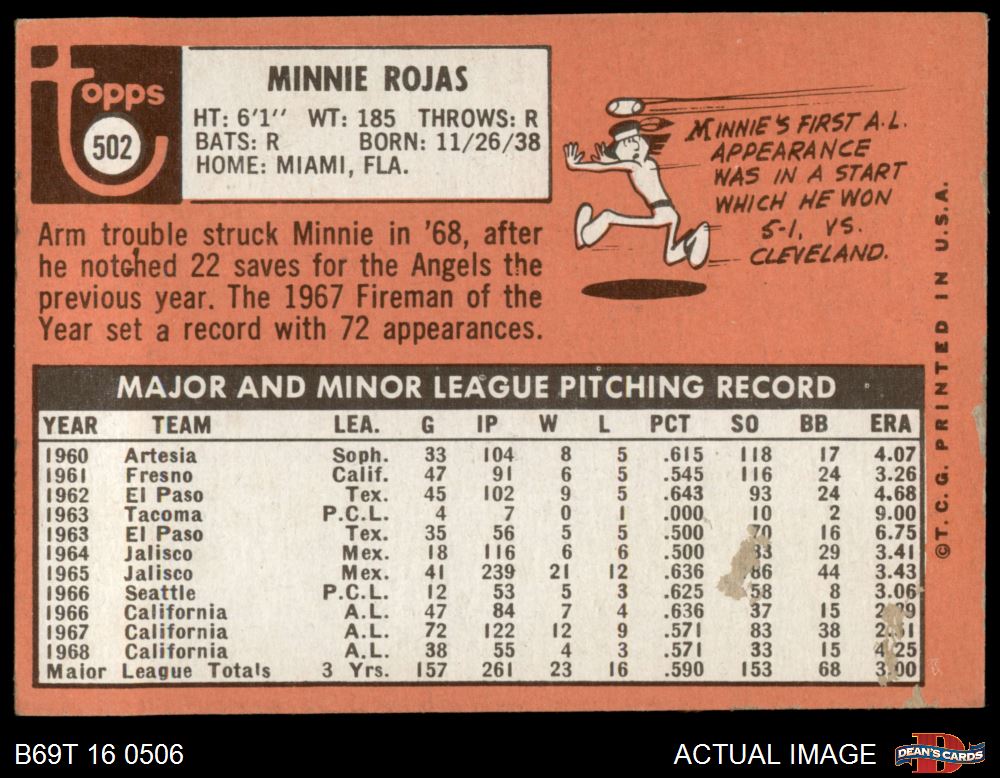 topps
502
MINNIE ROJAS
HT: 6'1" WT: 185 THROWS: R
BATS: R BORN: 11/26/38
HOME: MIAMI, FLA.
MINNIE'S FIRST A.L.
APPEARANCE
WAS IN A START
WHICH HE WON
5-1, VS.
CLEVELAND.
Arm trouble struck Minnie in '68, after
he notched 22 saves for the Angels the
previous year. The 1967 Fireman of the
Year set a record with 72 appearances.
MAJOR AND MINOR LEAGUE PITCHING RECORD
YEAR TEAM LEA. G IP W L PCT SO BB ERA
1960 Artesia Soph. 33 104 8 5 .615 118 17 4.07
1961 Fresno Calif. 47 91 6 5 .545 116 24 3.26
1962 El Paso Tex. 45 102 9 5 .643 93 24 4.68
1963 Tacoma P.C.L. 4 7 0 1 .000 10 2 9.00
1963 El Paso Tex. 35 56 5 5 .500 70 16 6.75
1964 Jalisco Mex. 18 116 6 6 .500 83 29 3.41
1965 Jalisco Mex. 41 239 21 12 .636 86 44 3.43
1966 Seattle P.C.L. 12 53 5 3 .625 58 8 3.06
1966 California A.L. 47 84 7 4 .636 37 15
1967 California A.L. 72 122 12 9 .571 83 38
1968 California A.L. 38 55 4 3 .571 33 15 4.25
Major League Totals 3 Yrs. 157 261 23 16 .590 153 68 3.00
©T. C. G. PRINTED IN U.S.A.
B69T 16 0506
ACTUAL IMAGE
DEAN'S CARDS